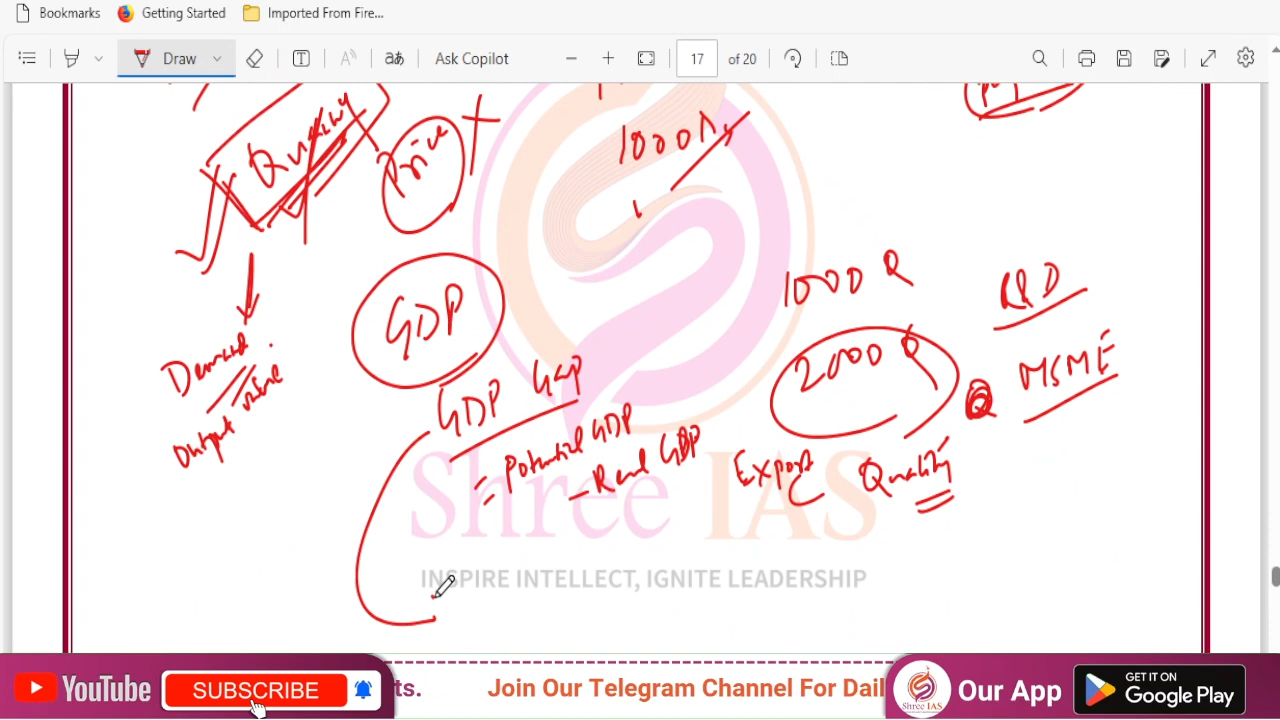 Bookmarks Getting Started Imported From Fire...
Draw Ask Copilot 17 of 20
Quality
Price
1000
GDP
1000 Q
R&D
2000 Q
MSME
Demand
Output
GDP Gap
= Potential GDP
- Real GDP
Export
Quality
Shree IAS
INSPIRE INTELLECT, IGNITE LEADERSHIP
YouTube SUBSCRIBE ts. Join Our Telegram Channel For Dail Shree IAS Our App GET IT ON Google Play